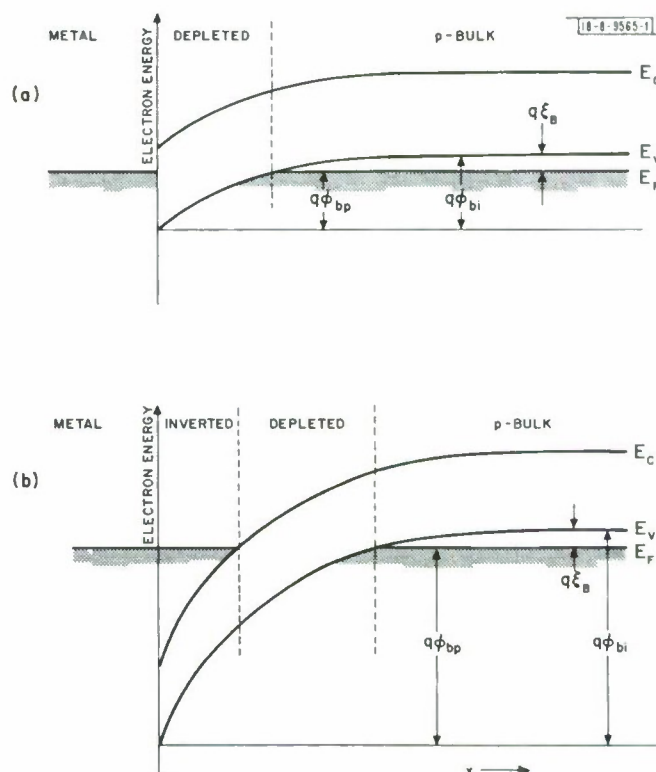 18-8-9565-1
METAL
DEPLETED
p-BULK
(a)
ELECTRON ENERGY
E
qξB
E
qϕbp
qϕbi
E
METAL
INVERTED
DEPLETED
p-BULK
(b)
ELECTRON ENERGY
EC
EV
EF
qξB
qϕbp
qϕbi